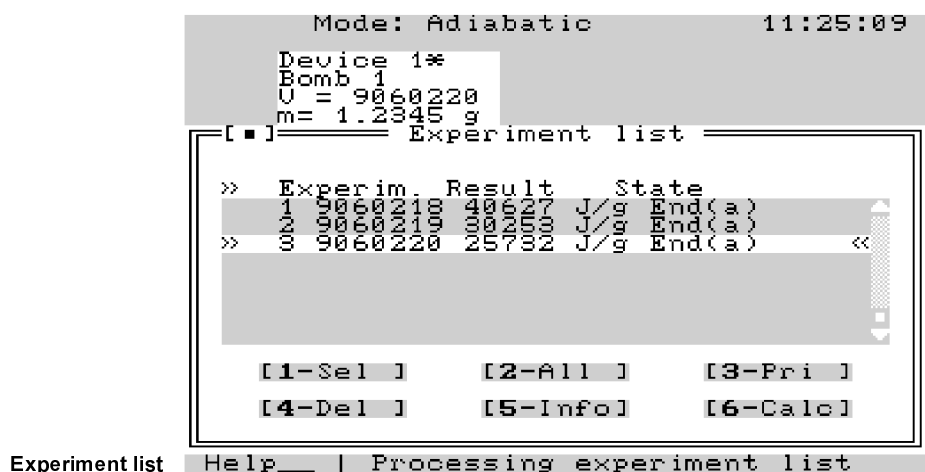 Mode: Adiabatic 11:25:09
Device 1*
Bomb 1
V = 9060220
m= 1.2345 g
[■] Experiment list
» Experim. Result State
1 9060218 40627 J/g End(a)
2 9060219 30253 J/g End(a)
» 3 9060220 25732 J/g End(a) «
[1-Sel ] [2-All ] [3-Pri ]
[4-Del ] [5-Info] [6-Calc]
Experiment list Help__ | Processing experiment list